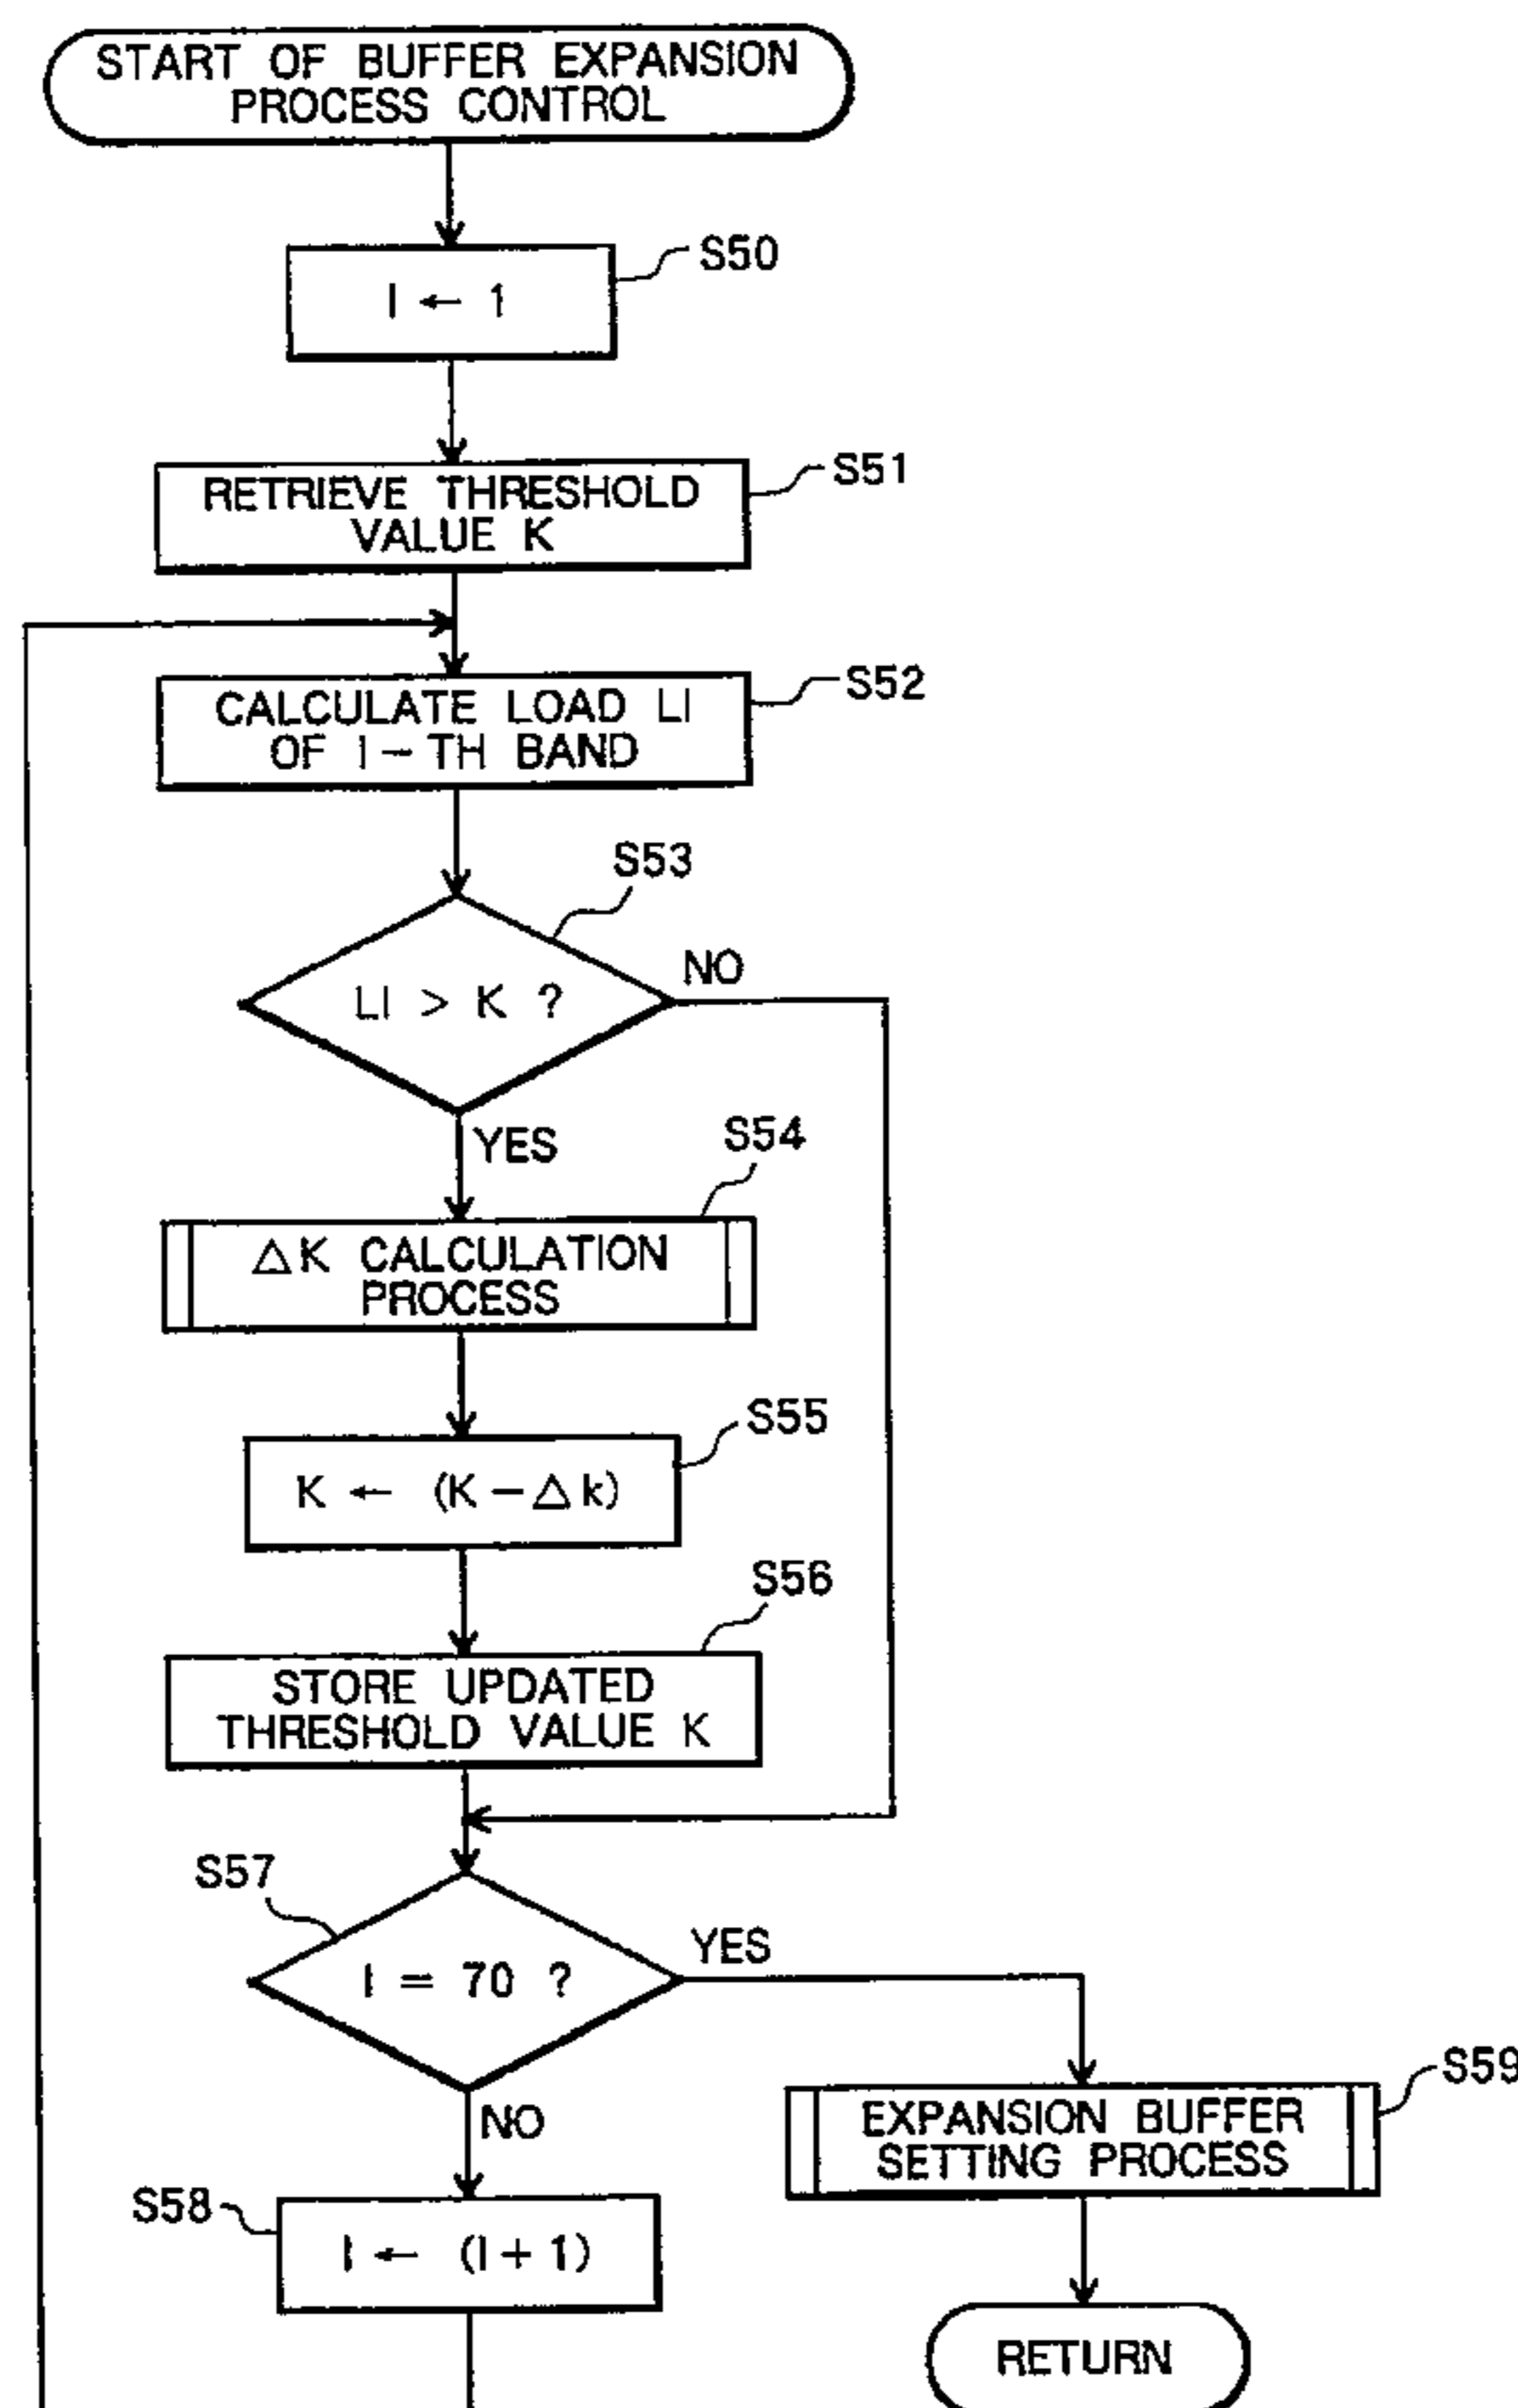 START OF BUFFER EXPANSION
PROCESS CONTROL
S50
I ← 1
S51
RETRIEVE THRESHOLD
VALUE K
S52
CALCULATE LOAD LI
OF I-TH BAND
S53
LI > K ?
NO
YES
S54
△K CALCULATION
PROCESS
S55
K ← (K-△k)
S56
STORE UPDATED
THRESHOLD VALUE K
S57
I = 70 ?
YES
NO
S59
EXPANSION BUFFER
SETTING PROCESS
S58
I ← (I+1)
RETURN